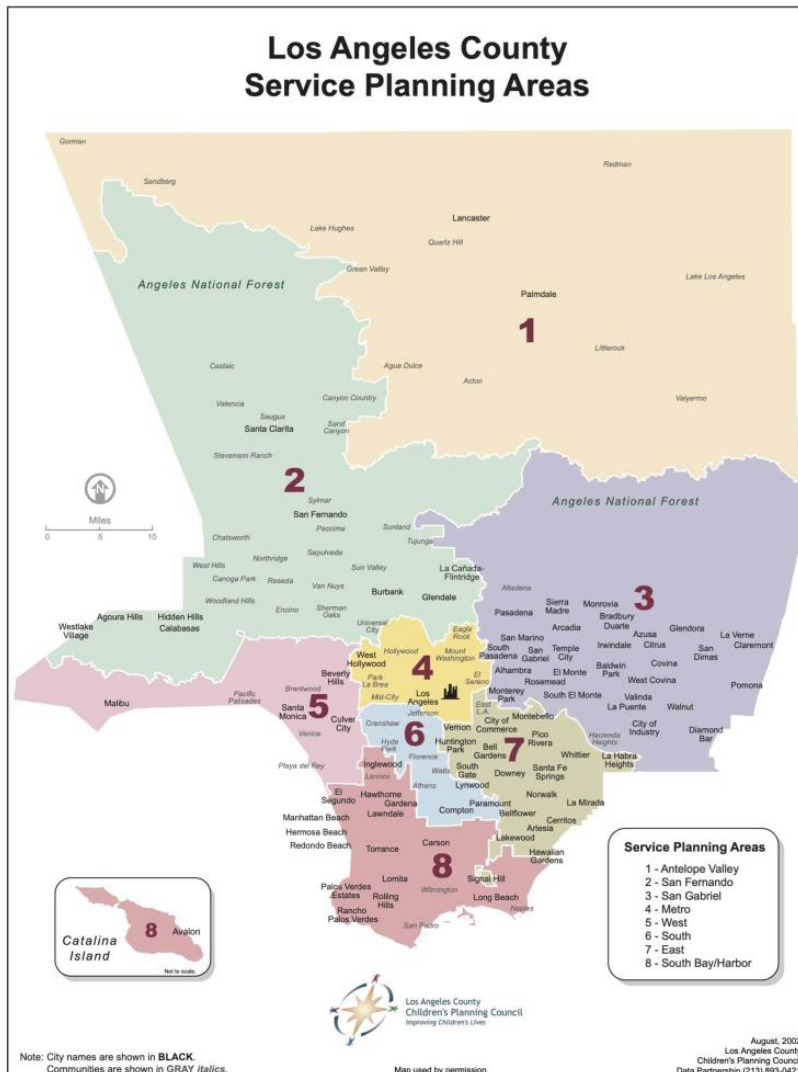 Los Angeles County
Service Planning Areas
Gorman
Redman
Sandberg
Lancaster
Lake Hughes
Quartz Hill
Green Valley
Lake Los Angeles
Angeles National Forest
Palmdale
1
Littlerock
Castaic
Agua Dulce
Acton
Canyon Country
Valyermo
Valencia
Saugus
Santa Clarita
Sand
Canyon
Stevenson Ranch
2
Miles
0 5 10
Sylmar
San Fernando
Pacoima
Angeles National Forest
Sunland
Tujunga
Chatsworth
Northridge
Sepulveda
West Hills
Sun Valley
La Cañada-
Flintridge
Canoga Park
Reseda
Van Nuys
Burbank
Glendale
Woodland Hills
Encino
Sherman
Oaks
Universal
City
Agoura Hills
Hidden Hills
Calabasas
Westlake
Village
Altadena
3
Pasadena
Sierra
Madre
Monrovia
Bradbury
Duarte
Arcadia
Azusa
Citrus
Glendora
La Verne
Claremont
San Marino
South
Pasadena
San
Gabriel
Temple
City
Irwindale
San
Dimas
Alhambra
El Monte
Rosemead
Baldwin
Park
Covina
West Covina
Pomona
Monterey
Park
South El Monte
Valinda
La Puente
Walnut
City of
Industry
Diamond
Bar
Hacienda
Heights
La Habra
Heights
Eagle
Rock
West
Hollywood
Hollywood
Mount
Washington
4
Park
La Brea
El
Sereno
Mid-City
Los
Angeles
Malibu
Pacific
Palisades
Brentwood
Beverly
Hills
5
Santa
Monica
Culver
City
Venice
Playa del Rey
Jefferson
Crenshaw
6
Hyde
Park
Florence
Watts
Athens
Lynwood
Paramount
Compton
East
L.A.
City of
Commerce
Montebello
Vernon
Huntington
Park
Bell
Gardens
Pico
Rivera
7
Whittier
South
Gate
Downey
Santa Fe
Springs
Norwalk
La Mirada
Bellflower
Cerritos
Artesia
Lakewood
Hawaiian
Gardens
Inglewood
Lennox
El
Segundo
Hawthorne
Gardena
Lawndale
Manhattan Beach
Hermosa Beach
Redondo Beach
Carson
Torrance
8
Lomita
Signal Hill
Palos Verdes
Estates
Rolling
Hills
Wilmington
Long Beach
Rancho
Palos Verdes
San Pedro
Naples
8
Avalon
Catalina
Island
Not to scale.
Service Planning Areas
1 - Antelope Valley
2 - San Fernando
3 - San Gabriel
4 - Metro
5 - West
6 - South
7 - East
8 - South Bay/Harbor
Los Angeles County
Children's Planning Council
Improving Children's Lives
Note: City names are shown in BLACK.
Communities are shown in GRAY italics.
Map used by permission.
August, 2002
Los Angeles County
Children's Planning Council
Data Partnership (213) 893-0421